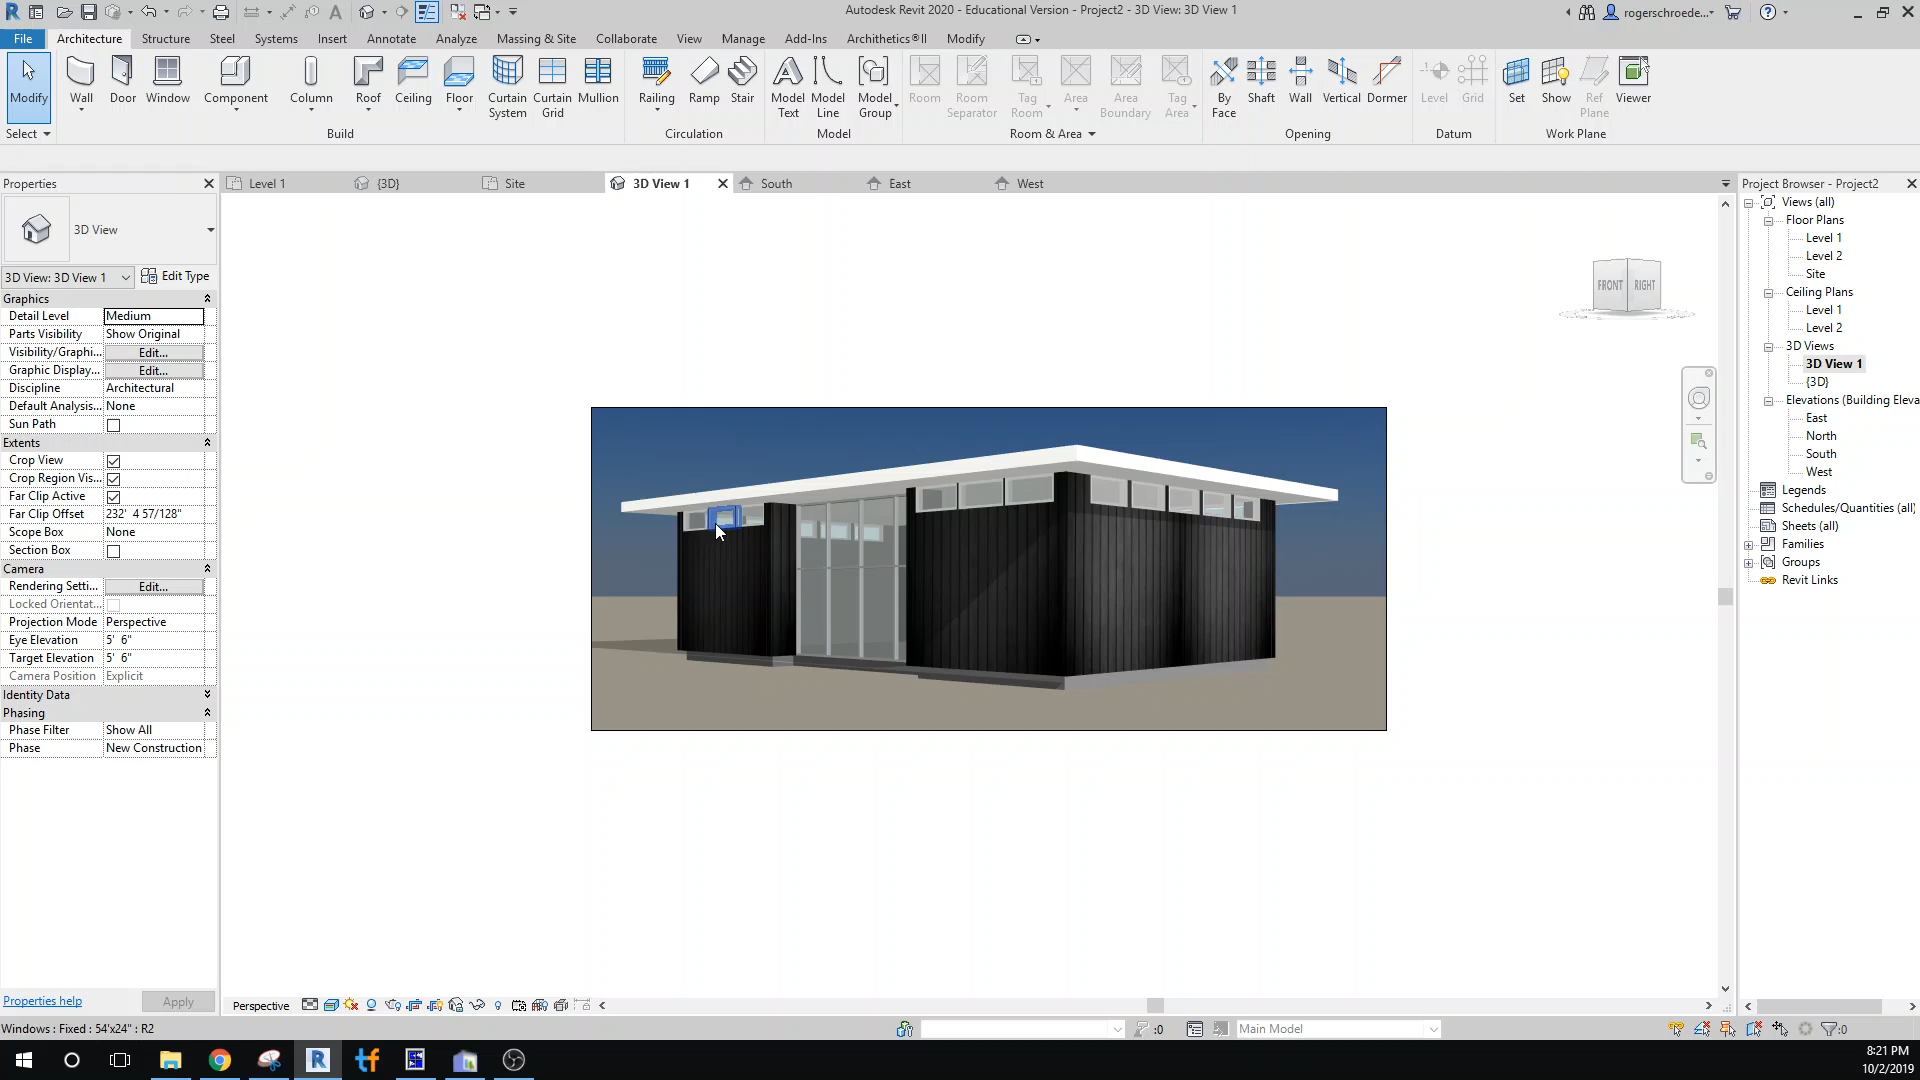 Autodesk Revit 2020 - Educational Version - Project2 - 3D View: 3D View 1
rogerschroede...
File Architecture Structure Steel Systems Insert Annotate Analyze Massing & Site Collaborate View Manage Add-Ins Archithetics®II Modify
Modify Wall Door Window Component Column Roof Ceiling Floor Curtain System Curtain Grid Mullion Railing Ramp Stair Model Text Model Line Model Group Room Room Separator Tag Room Area Area Boundary Tag Area By Face Shaft Wall Vertical Dormer Level Grid Set Show Ref Plane Viewer
Select Build Circulation Model Room & Area Opening Datum Work Plane
Properties
Level 1 {3D} Site 3D View 1 South East West
3D View
3D View: 3D View 1 Edit Type
Graphics
Detail Level Medium
Parts Visibility Show Original
Visibility/Graphi... Edit...
Graphic Display... Edit...
Discipline Architectural
Default Analysis... None
Sun Path
Extents
Crop View
Crop Region Vis...
Far Clip Active
Far Clip Offset 232' 4 57/128"
Scope Box None
Section Box
Camera
Rendering Setti... Edit...
Locked Orientat...
Projection Mode Perspective
Eye Elevation 5' 6"
Target Elevation 5' 6"
Camera Position Explicit
Identity Data
Phasing
Phase Filter Show All
Phase New Construction
Properties help Apply
FRONT RIGHT
Project Browser - Project2
Views (all)
Floor Plans
Level 1
Level 2
Site
Ceiling Plans
Level 1
Level 2
3D Views
3D View 1
{3D}
Elevations (Building Eleva
East
North
South
West
Legends
Schedules/Quantities (all)
Sheets (all)
Families
Groups
Revit Links
Perspective
Windows : Fixed : 54"x24" : R2
:0
Main Model
:0
8:21 PM
10/2/2019